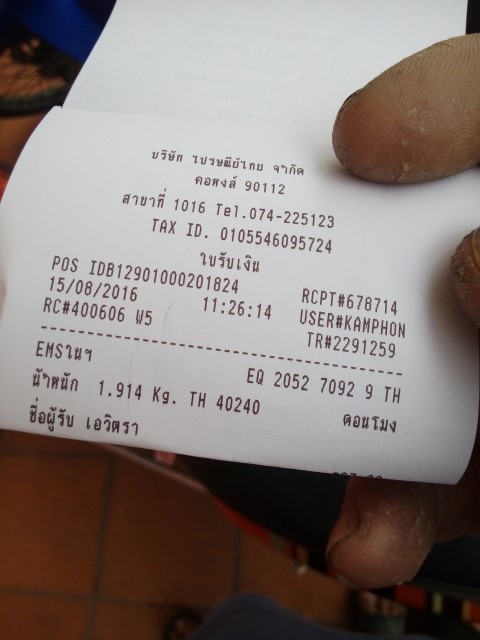 บริษัท ไปรษณีย์ไทย จำกัด
คอหงส์ 90112
สาขาที่ 1016 Tel.074-225123
TAX ID. 0105546095724
ใบรับเงิน
POS IDB12901000201824 RCPT#678714
15/08/2016 11:26:14 USER#KAMPHON
RC#400606 W5 TR#2291259
EMSในฯ EQ 2052 7092 9 TH
น้ำหนัก 1.914 Kg. TH 40240 ดอนโมง
ชื่อผู้รับ เอวิตรา